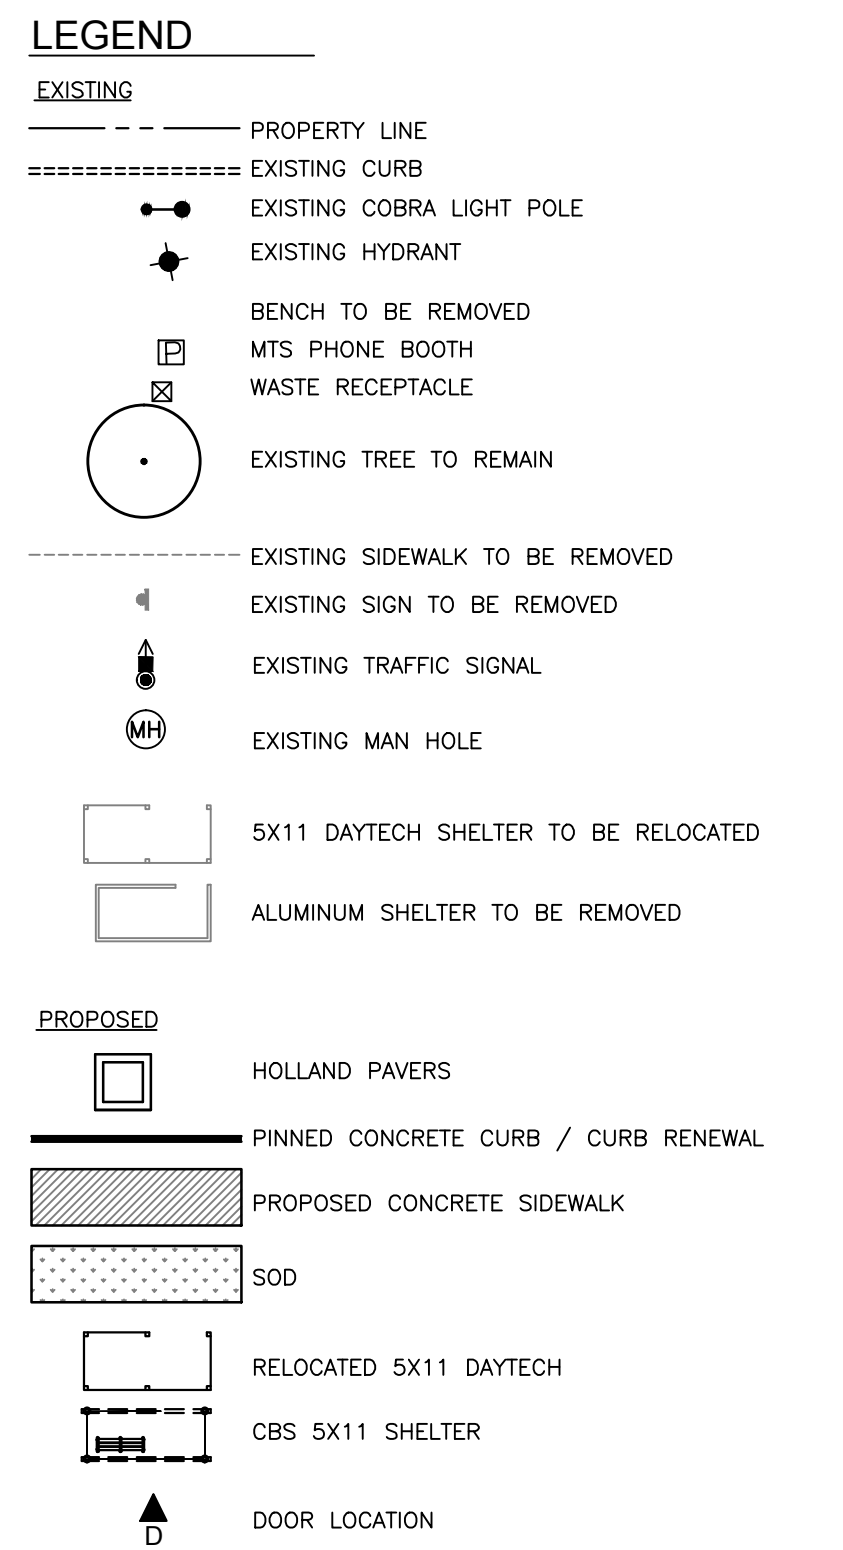 LEGEND
EXISTING
PROPERTY LINE
EXISTING CURB
EXISTING COBRA LIGHT POLE
EXISTING HYDRANT
BENCH TO BE REMOVED
P MTS PHONE BOOTH
WASTE RECEPTACLE
EXISTING TREE TO REMAIN
EXISTING SIDEWALK TO BE REMOVED
EXISTING SIGN TO BE REMOVED
EXISTING TRAFFIC SIGNAL
MH EXISTING MAN HOLE
5X11 DAYTECH SHELTER TO BE RELOCATED
ALUMINUM SHELTER TO BE REMOVED
PROPOSED
HOLLAND PAVERS
PINNED CONCRETE CURB / CURB RENEWAL
PROPOSED CONCRETE SIDEWALK
SOD
RELOCATED 5X11 DAYTECH
CBS 5X11 SHELTER
D DOOR LOCATION